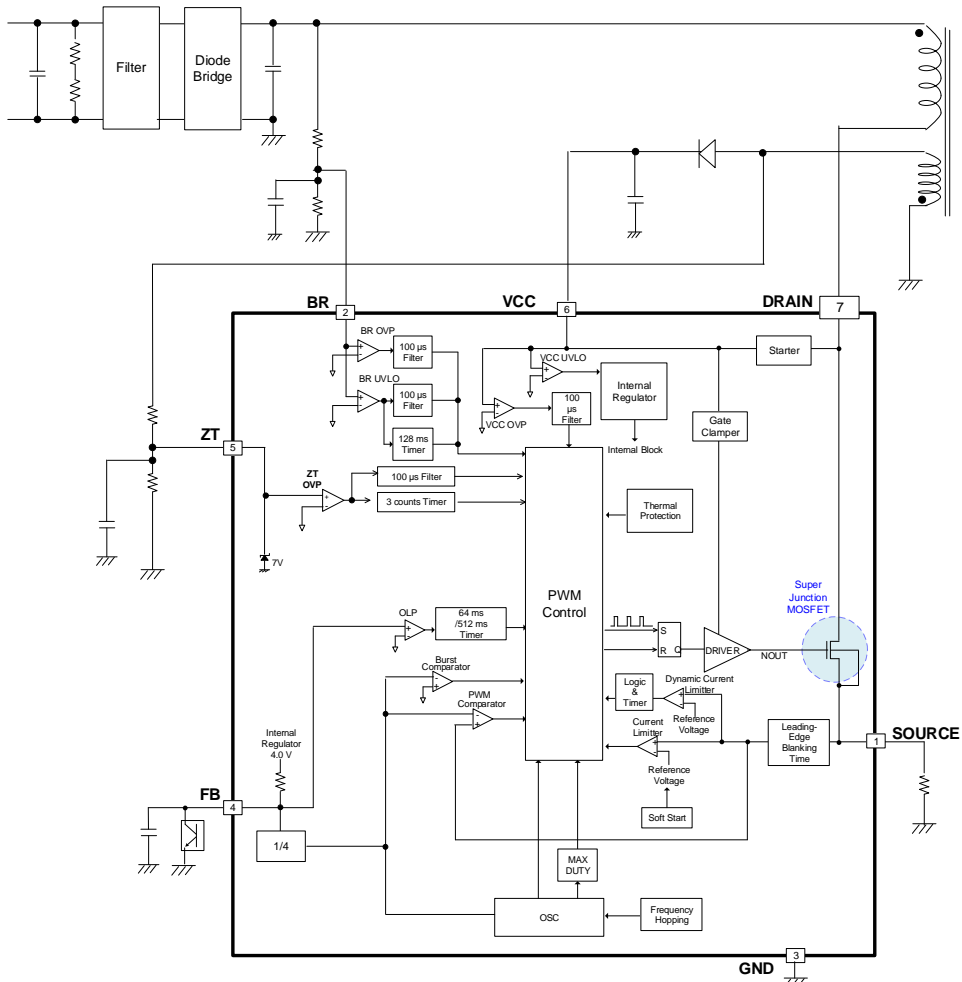 Filter
Diode
Bridge
BR
VCC
DRAIN
2
6
7
BR OVP
100 µs
Filter
BR UVLO
100 µs
Filter
128 ms
Timer
VCC UVLO
VCC OVP
100
µs
Filter
Internal
Regulator
Internal Block
Starter
Gate
Clamper
ZT
5
ZT
OVP
100 µs Filter
3 counts Timer
7V
Thermal
Protection
PWM
Control
Super
Junction
MOSFET
OLP
64 ms
/512 ms
Timer
Burst
Comparator
PWM
Comparator
S
R
Q
DRIVER
NOUT
Logic
&
Timer
Dynamic Current
Limitter
Reference
Voltage
Current
Limitter
Reference
Voltage
Leading-
Edge
Blanking
Time
1
SOURCE
Internal
Regulator
4.0 V
FB
4
1/4
Soft Start
MAX
DUTY
OSC
Frequency
Hopping
GND
3
+
-
+
-
+
-
+
-
+
-
+
-
-
+
-
+
+
-
+
-